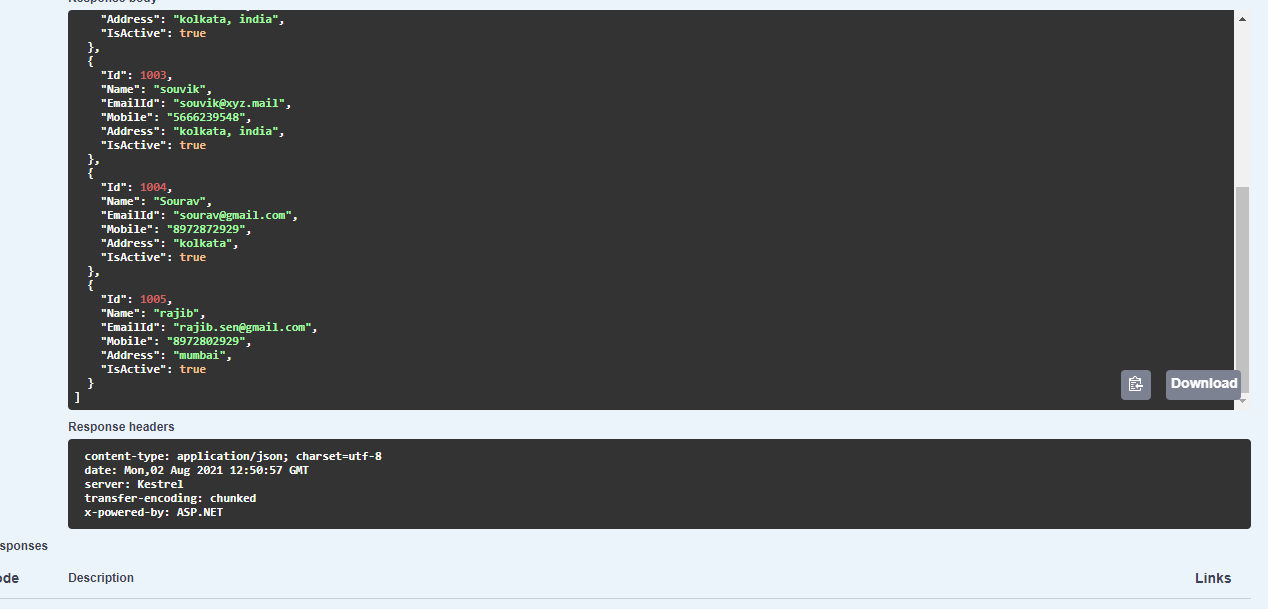 Response body
"Address": "kolkata, india",
"IsActive": true
},
{
"Id": 1003,
"Name": "souvik",
"EmailId": "souvik@xyz.mail",
"Mobile": "5666239548",
"Address": "kolkata, india",
"IsActive": true
},
{
"Id": 1004,
"Name": "Sourav",
"EmailId": "sourav@gmail.com",
"Mobile": "8972872929",
"Address": "kolkata",
"IsActive": true
},
{
"Id": 1005,
"Name": "rajib",
"EmailId": "rajib.sen@gmail.com",
"Mobile": "8972802929",
"Address": "mumbai",
"IsActive": true
}
]
Download
Response headers
content-type: application/json; charset=utf-8
date: Mon,02 Aug 2021 12:50:57 GMT
server: Kestrel
transfer-encoding: chunked
x-powered-by: ASP.NET
sponses
ode Description Links